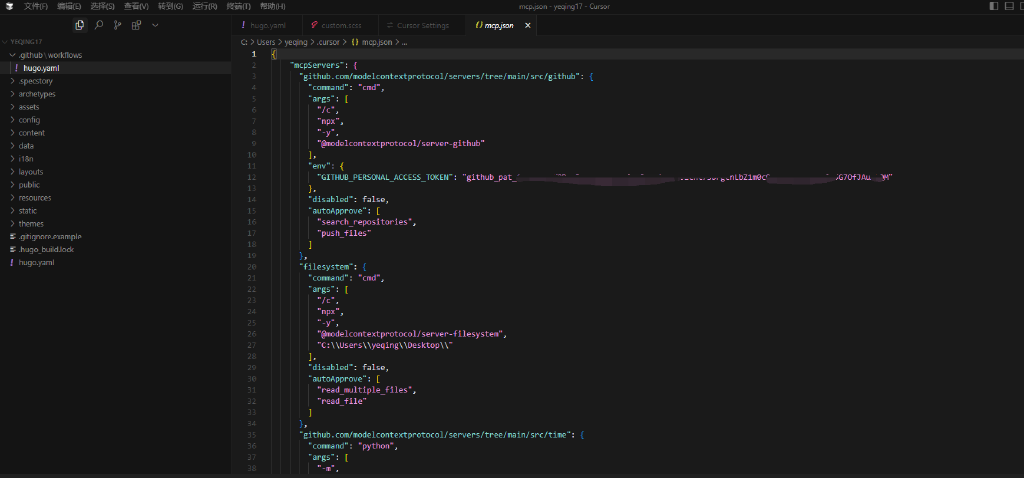 文件(F) 编辑(E) 选择(S) 查看(V) 转到(G) 运行(R) 终端(T) 帮助(H)
mcp.json - yeqing17 - Cursor
hugo.yaml
custom.scss
Cursor Settings
mcp.json
C: > Users > yeqing > .cursor > {} mcp.json > ...
YEQING17
.github \ workflows
hugo.yaml
.specstory
archetypes
assets
config
content
data
i18n
layouts
public
resources
static
themes
.gitignore.example
.hugo_build.lock
hugo.yaml
1 {
2 "mcpServers": {
3 "github.com/modelcontextprotocol/servers/tree/main/src/github": {
4 "command": "cmd",
5 "args": [
6 "/c",
7 "npx",
8 "-y",
9 "@modelcontextprotocol/server-github"
10 ],
11 "env": {
12 "GITHUB_PERSONAL_ACCESS_TOKEN": "github_pat_
13 },
14 "disabled": false,
15 "autoApprove": [
16 "search_repositories",
17 "push_files"
18 ]
19 },
20 "filesystem": {
21 "command": "cmd",
22 "args": [
23 "/c",
24 "npx",
25 "-y",
26 "@modelcontextprotocol/server-filesystem",
27 "C:\\Users\\yeqing\\Desktop\\"
28 ],
29 "disabled": false,
30 "autoApprove": [
31 "read_multiple_files",
32 "read_file"
33 ]
34 },
35 "github.com/modelcontextprotocol/servers/tree/main/src/time": {
36 "command": "python",
37 "args": [
38 "-m",